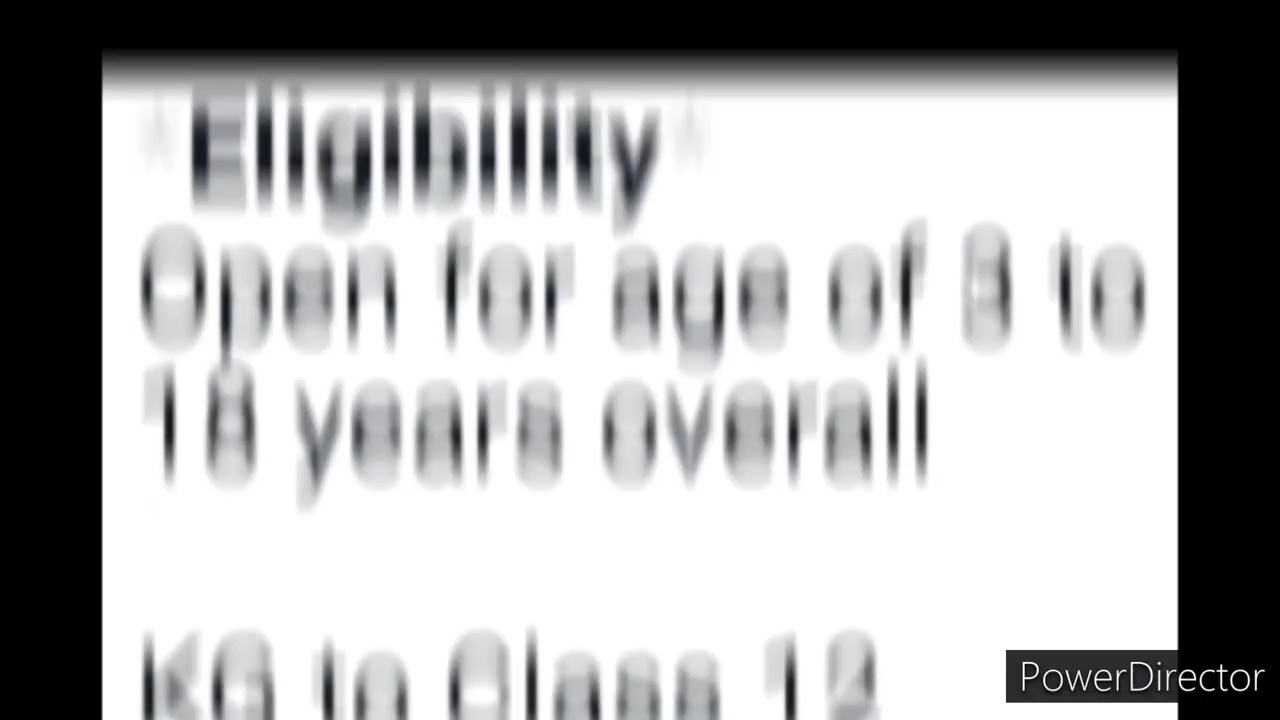 *Eligibility*
Open for age of 3 to
18 years overall
KG to Class 12
PowerDirector